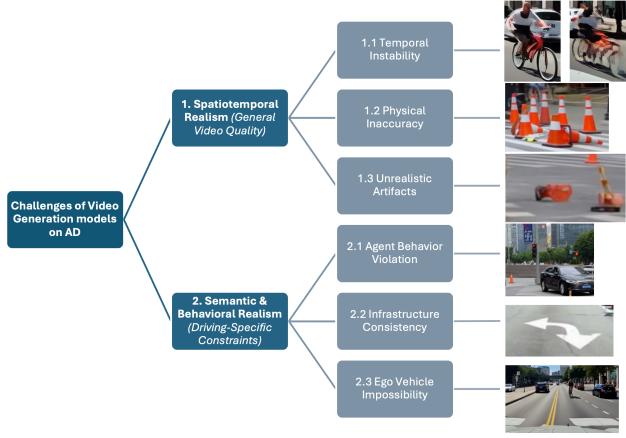 1.1 Temporal
Instability
1. Spatiotemporal
Realism (General
Video Quality)
1.2 Physical
Inaccuracy
1.3 Unrealistic
Artifacts
Challenges of Video
Generation models
on AD
2.1 Agent Behavior
Violation
2. Semantic &
Behavioral Realism
(Driving-Specific
Constraints)
2.2 Infrastructure
Consistency
2.3 Ego Vehicle
Impossibility